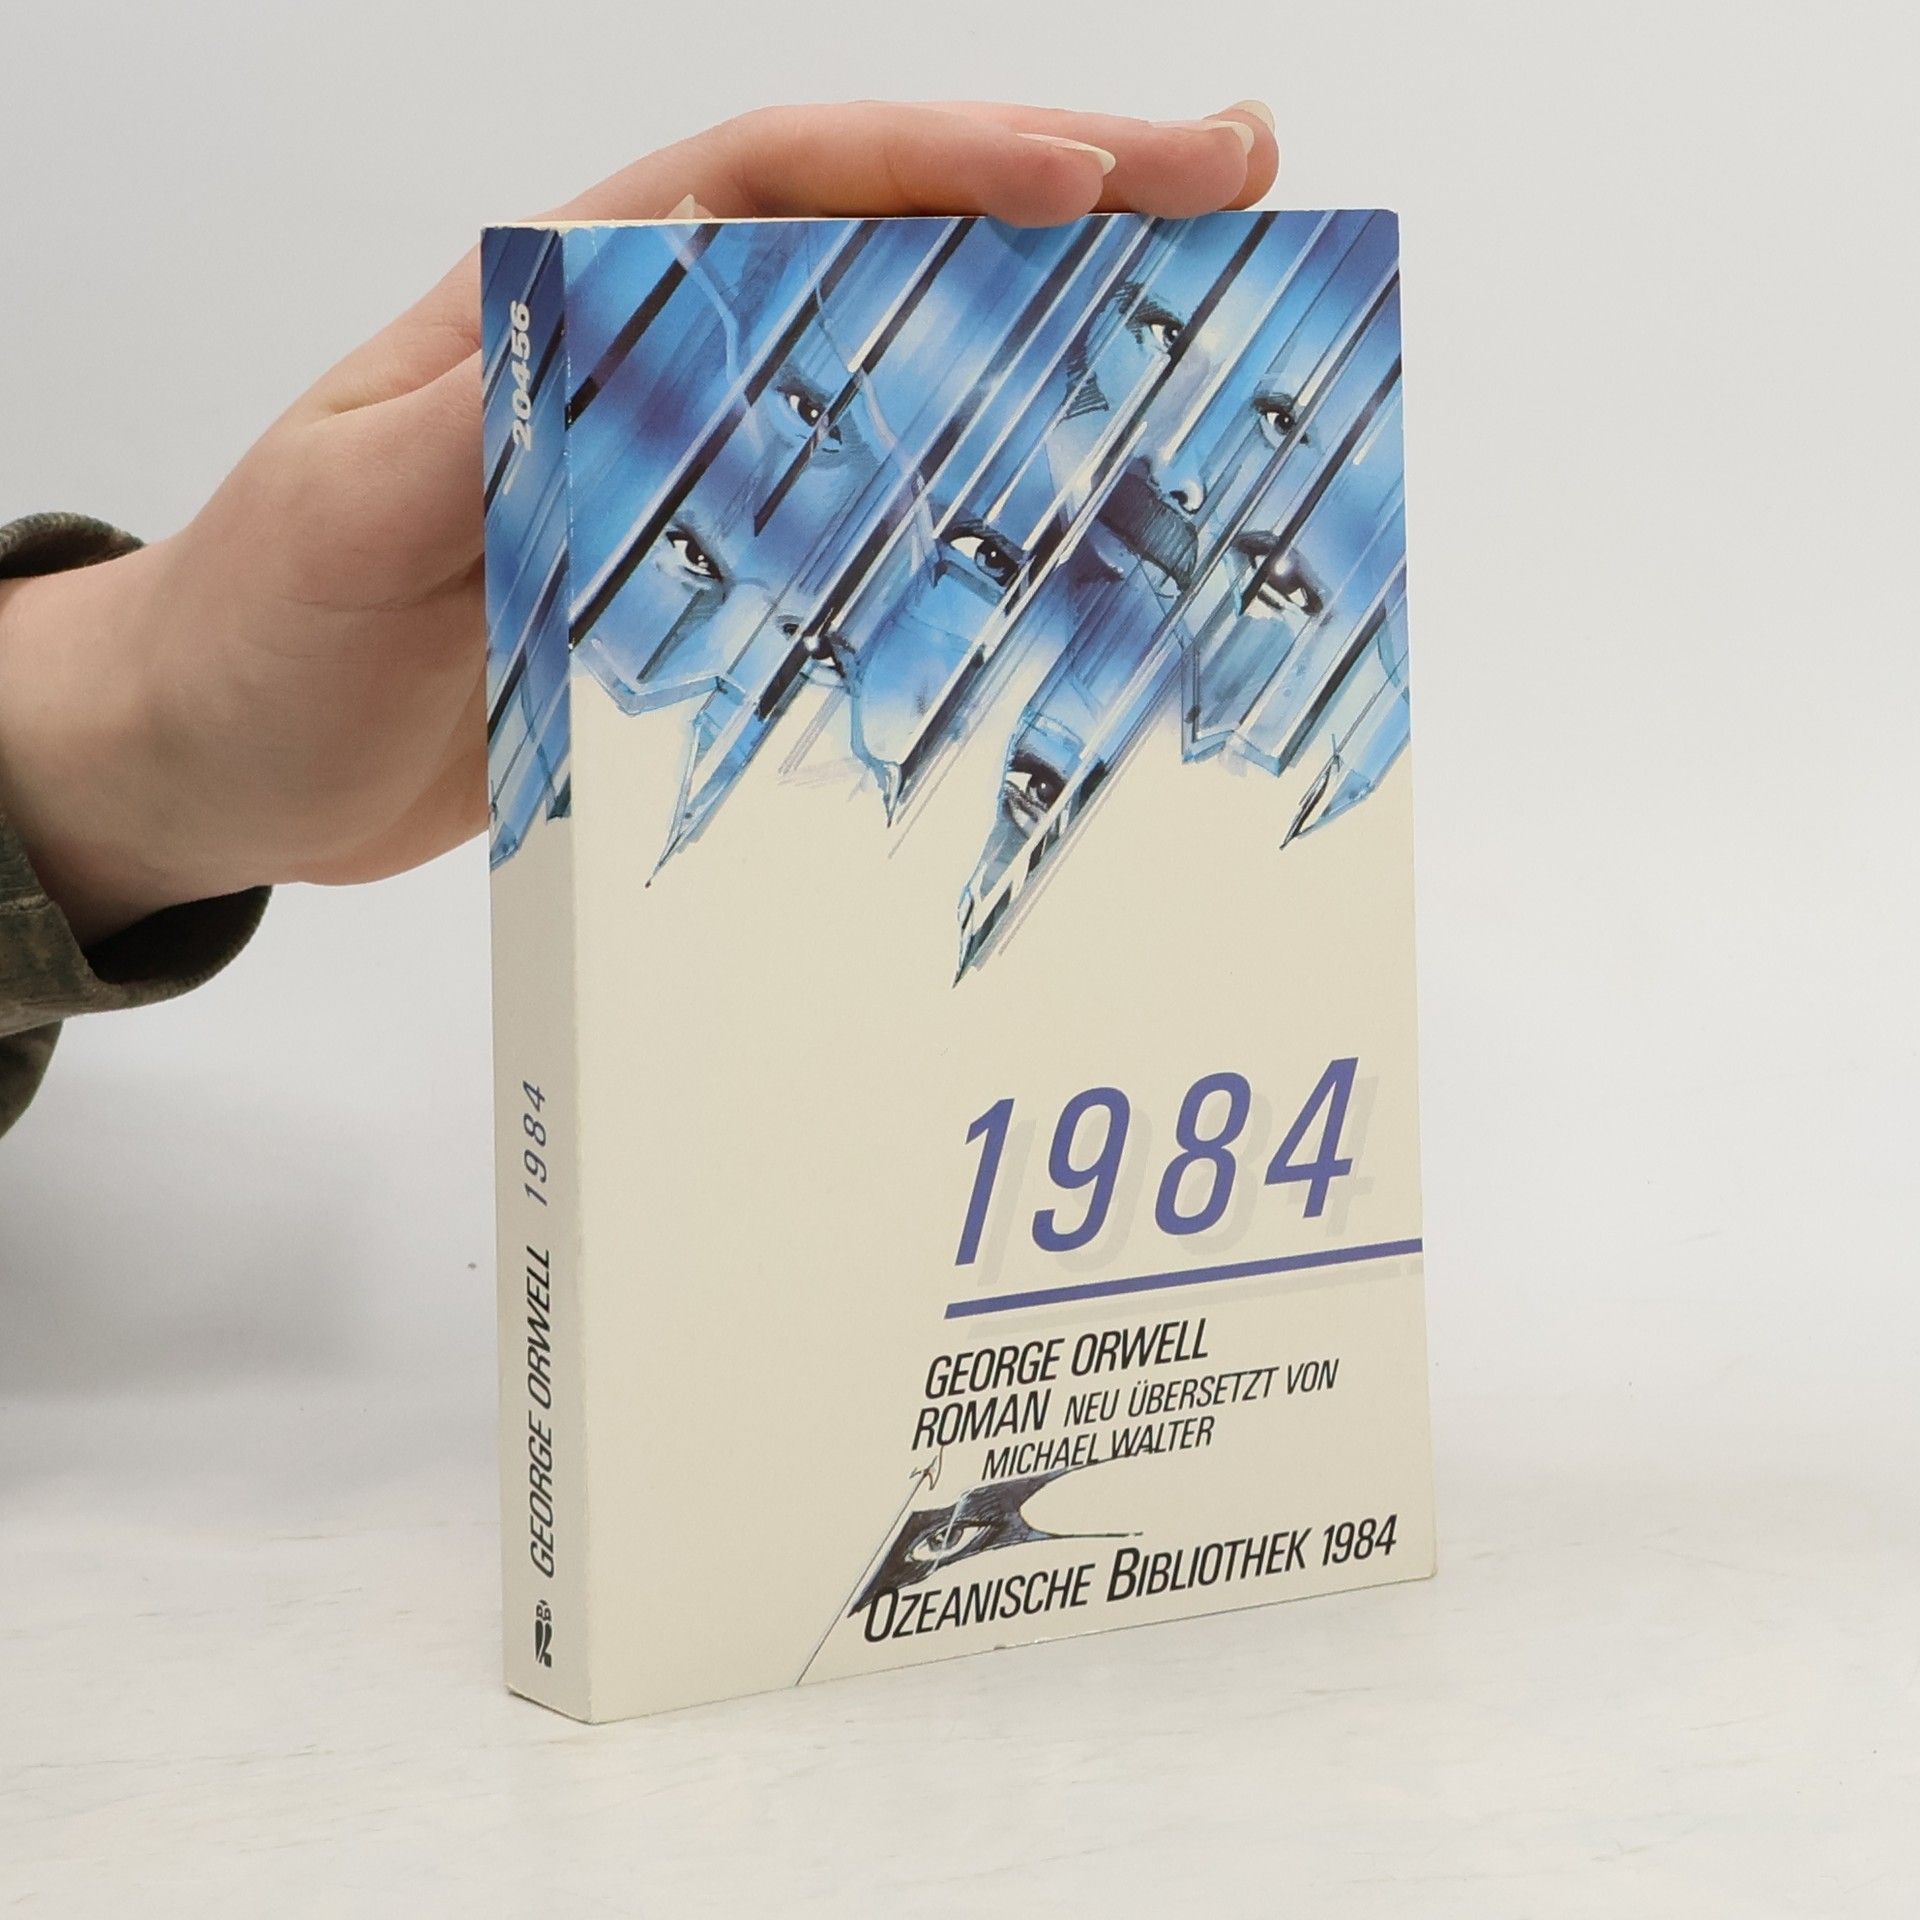 20456
GEORGE ORWELL 1984
1984
GEORGE ORWELL
ROMAN NEU ÜBERSETZT VON
MICHAEL WALTER
OZEANISCHE BIBLIOTHEK 1984